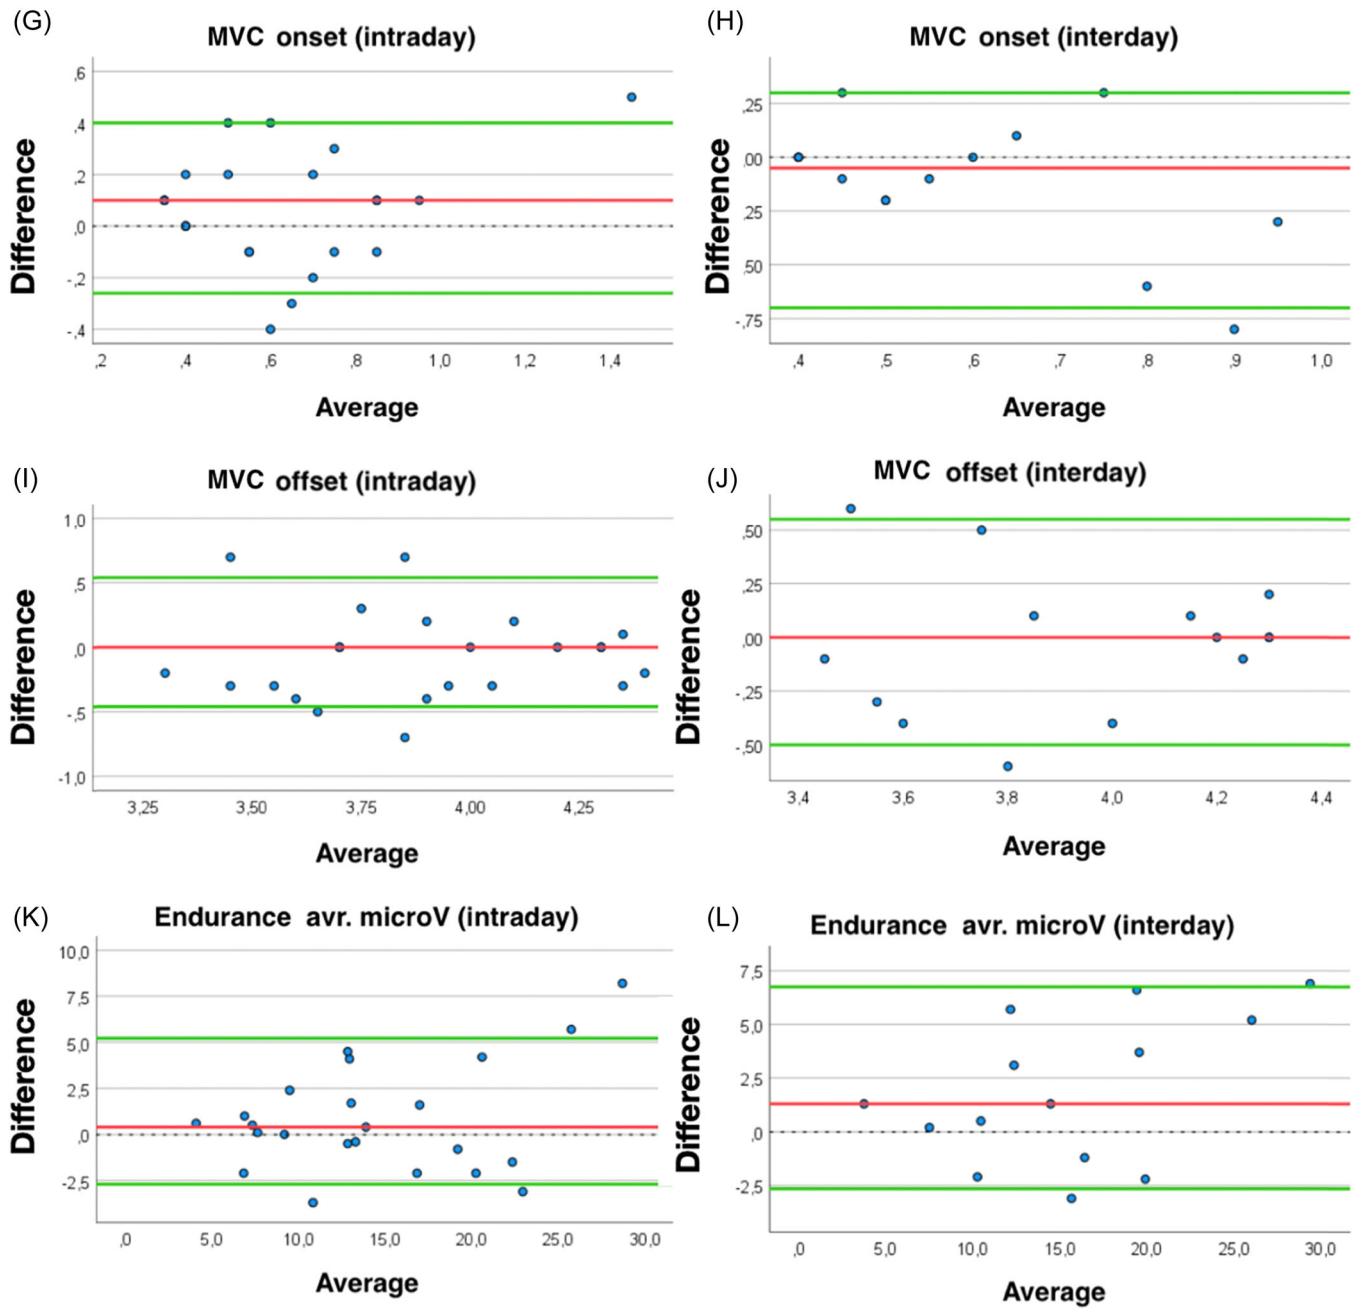 (G)
MVC onset (intraday)
Difference
,6
,4
,2
,0
-,2
-,4
,2
,4
,6
,8
1,0
1,2
1,4
Average
(H)
MVC onset (interday)
Difference
,25
,00
,25
,50
-,75
,4
,5
,6
,7
,8
,9
1,0
Average
(I)
MVC offset (intraday)
Difference
1,0
,5
,0
-,5
-1,0
3,25
3,50
3,75
4,00
4,25
Average
(J)
MVC offset (interday)
Difference
,50
,25
,00
-,25
-,50
3,4
3,6
3,8
4,0
4,2
4,4
Average
(K)
Endurance avr. microV (intraday)
Difference
10,0
7,5
5,0
2,5
,0
-2,5
,0
5,0
10,0
15,0
20,0
25,0
30,0
Average
(L)
Endurance avr. microV (interday)
Difference
7,5
5,0
2,5
,0
-2,5
,0
5,0
10,0
15,0
20,0
25,0
30,0
Average